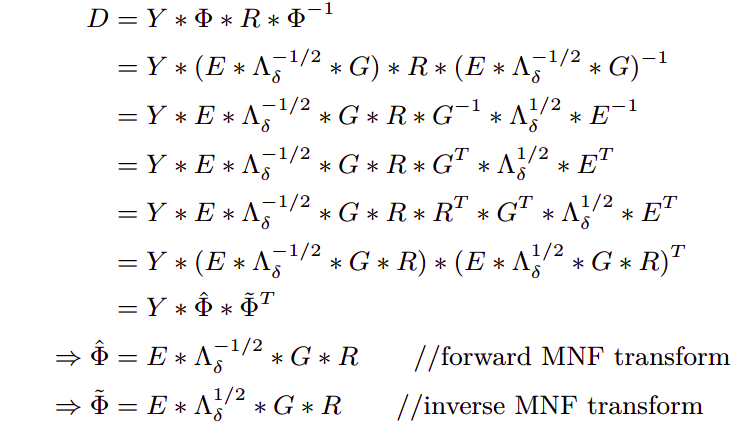 D = Y ∗ Φ ∗ R ∗ Φ⁻¹
= Y ∗ (E ∗ Λ_δ^{−1/2} ∗ G) ∗ R ∗ (E ∗ Λ_δ^{−1/2} ∗ G)^{−1}
= Y ∗ E ∗ Λ_δ^{−1/2} ∗ G ∗ R ∗ G^{−1} ∗ Λ_δ^{1/2} ∗ E^{−1}
= Y ∗ E ∗ Λ_δ^{−1/2} ∗ G ∗ R ∗ G^T ∗ Λ_δ^{1/2} ∗ E^T
= Y ∗ E ∗ Λ_δ^{−1/2} ∗ G ∗ R ∗ R^T ∗ G^T ∗ Λ_δ^{1/2} ∗ E^T
= Y ∗ (E ∗ Λ_δ^{−1/2} ∗ G ∗ R) ∗ (E ∗ Λ_δ^{1/2} ∗ G ∗ R)^T
= Y ∗ Φ̂ ∗ Φ̃^T
⇒ Φ̂ = E ∗ Λ_δ^{−1/2} ∗ G ∗ R //forward MNF transform
⇒ Φ̃ = E ∗ Λ_δ^{1/2} ∗ G ∗ R //inverse MNF transform